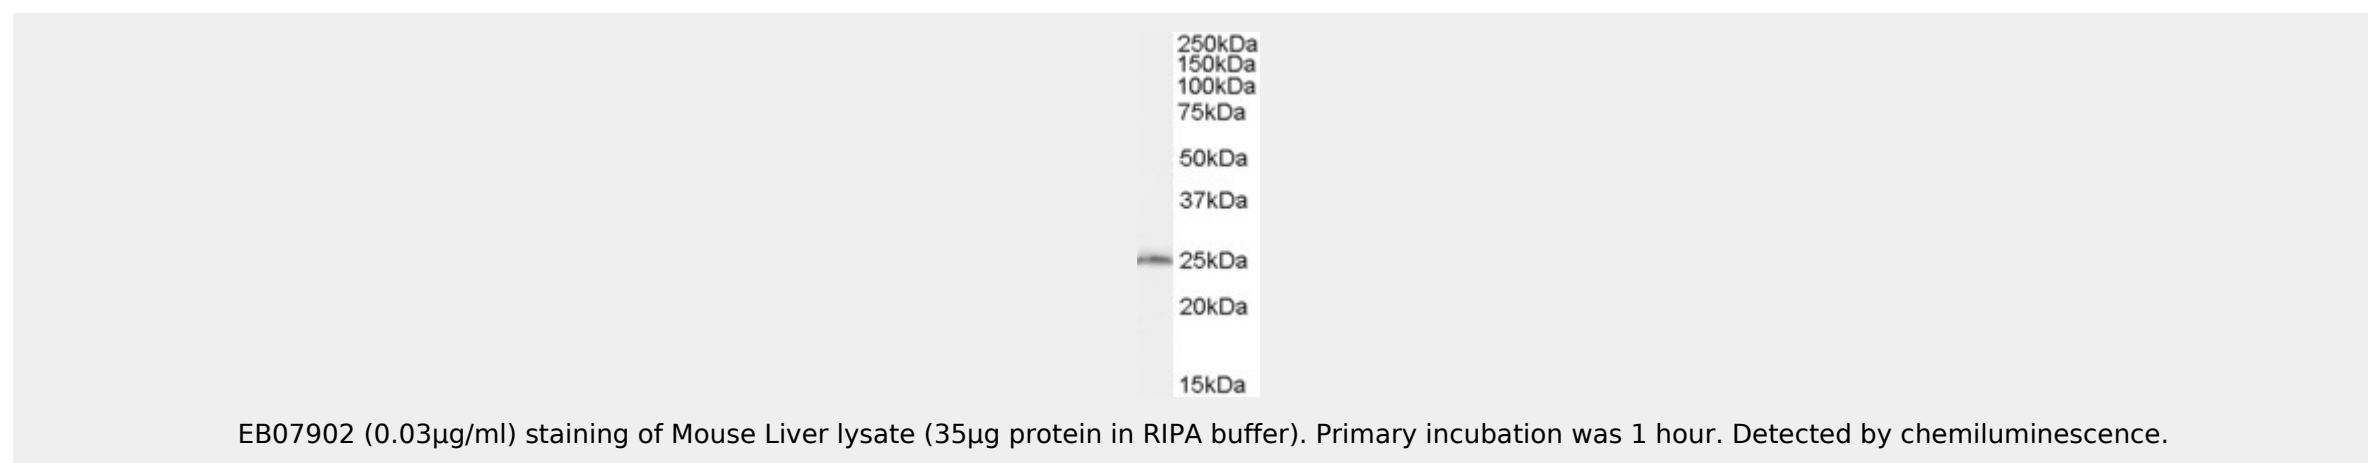 250kDa
150kDa
100kDa
75kDa
50kDa
37kDa
25kDa
20kDa
15kDa
EB07902 (0.03μg/ml) staining of Mouse Liver lysate (35μg protein in RIPA buffer). Primary incubation was 1 hour. Detected by chemiluminescence.